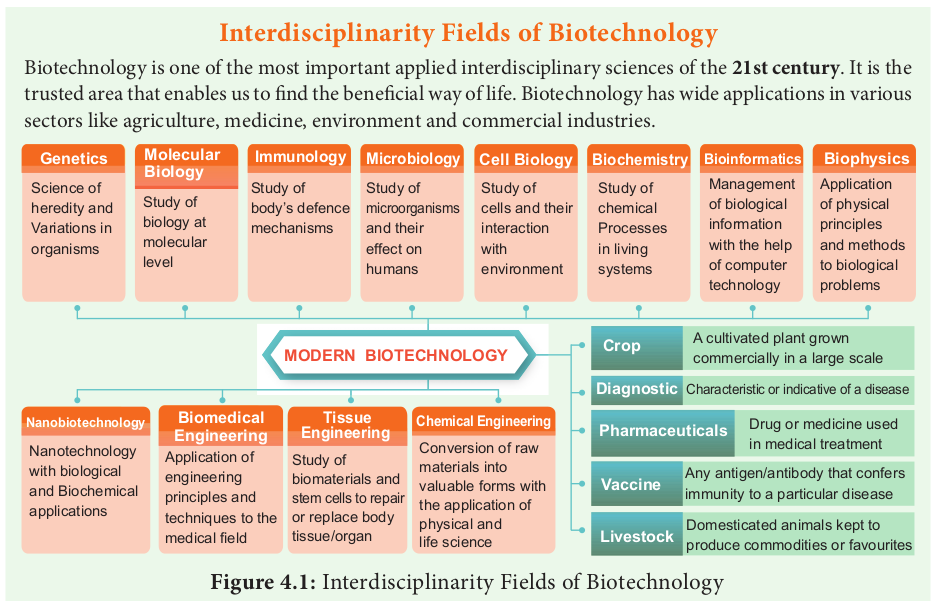 Interdisciplinarity Fields of Biotechnology
Biotechnology is one of the most important applied interdisciplinary sciences of the 21st century. It is the
trusted area that enables us to find the beneficial way of life. Biotechnology has wide applications in various
sectors like agriculture, medicine, environment and commercial industries.
Genetics
Science of
heredity and
Variations in
organisms
Molecular
Biology
Study of
biology at
molecular
level
Immunology
Study of
body's defence
mechanisms
Microbiology
Study of
microorganisms
and their
effect on
humans
Cell Biology
Study of
cells and their
interaction
with
environment
Biochemistry
Study of
chemical
Processes
in living
systems
Bioinformatics
Management
of biological
information
with the help
of computer
technology
Biophysics
Application
of physical
principles
and methods
to biological
problems
MODERN BIOTECHNOLOGY
Crop
A cultivated plant grown
commercially in a large scale
Diagnostic
Characteristic or indicative of a disease
Pharmaceuticals
Drug or medicine used
in medical treatment
Vaccine
Any antigen/antibody that confers
immunity to a particular disease
Livestock
Domesticated animals kept to
produce commodities or favourites
Nanobiotechnology
Nanotechnology
with biological
and Biochemical
applications
Biomedical
Engineering
Application of
engineering
principles and
techniques to the
medical field
Tissue
Engineering
Study of
biomaterials and
stem cells to repair
or replace body
tissue/organ
Chemical Engineering
Conversion of raw
materials into
valuable forms with
the application of
physical and
life science
Figure 4.1: Interdisciplinarity Fields of Biotechnology